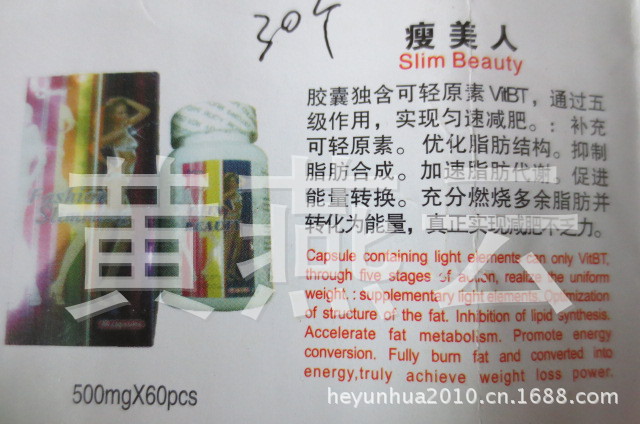 30个
瘦美人
Slim Beauty
胶囊独含可轻原素VitBT，通过五
级作用，实现匀速减肥。：补充
可轻原素。优化脂肪结构。抑制
脂肪合成。加速脂肪代谢。促进
能量转换。充分燃烧多余脂肪并
转化为能量，真正实现减肥不乏力。
Capsule containing light elements can only VitBT,
through five stages of action, realize the uniform
weight. : supplementary light elements. Optimization
of structure of the fat. Inhibition of lipid synthesis.
Accelerate fat metabolism. Promote energy
conversion. Fully burn fat and converted into
energy,truly achieve weight loss power.
500mgX60pcs
黄燕云
heyunhua2010.cn.1688.com